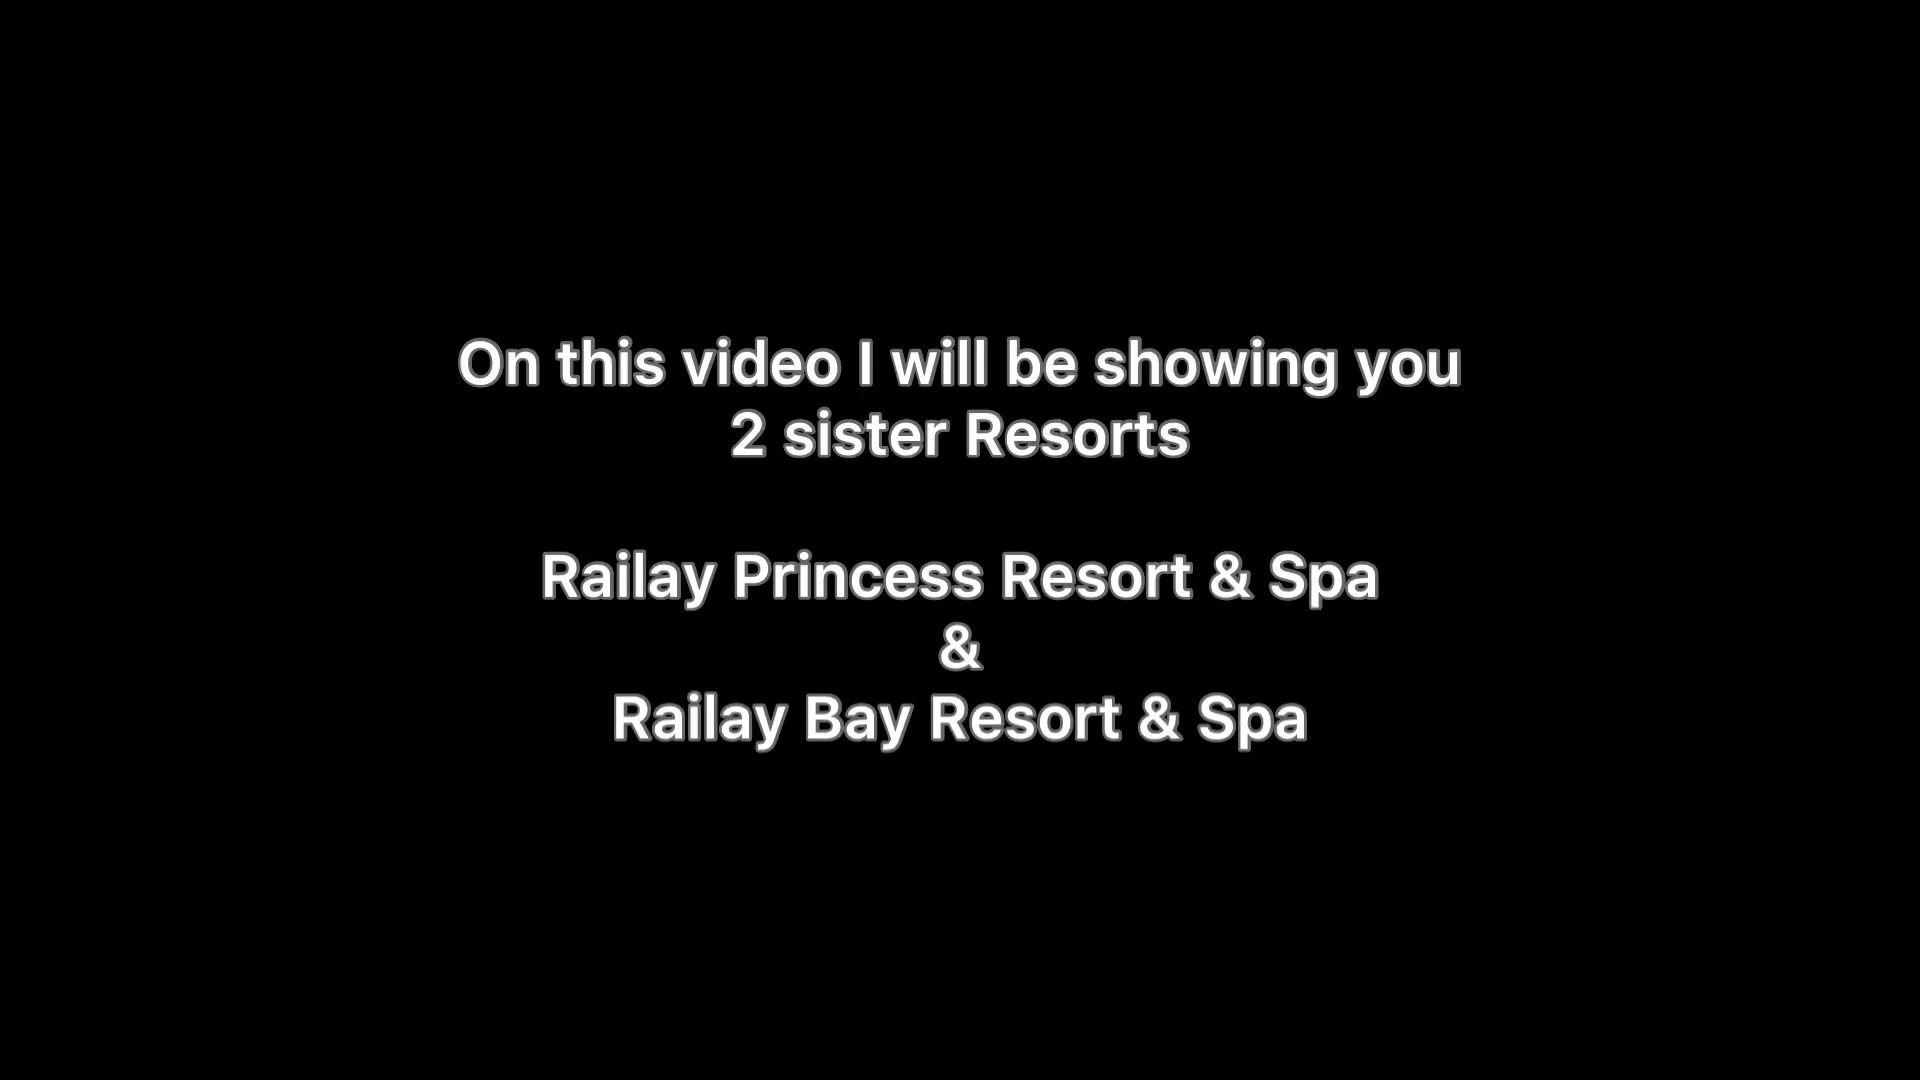 On this video I will be showing you
2 sister Resorts
Railay Princess Resort & Spa
&
Railay Bay Resort & Spa